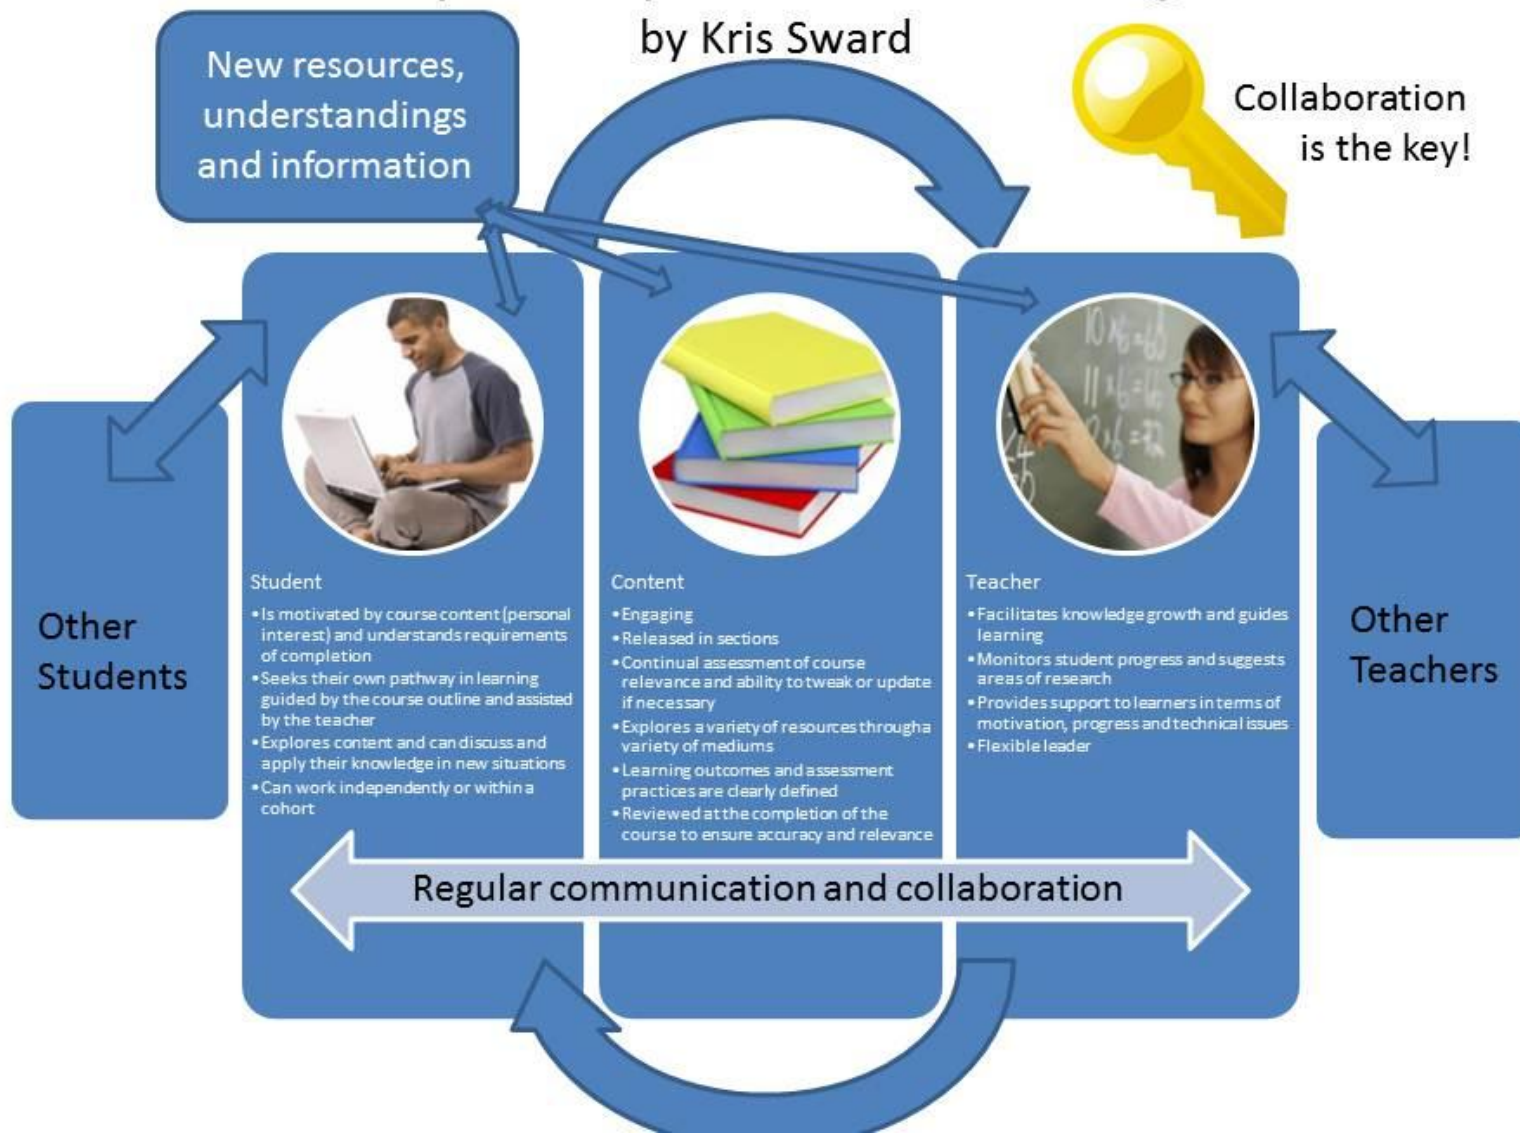 by Kris Sward
New resources,
understandings
and information
Collaboration
is the key!
Other
Students
Student
•Is motivated by course content (personal
interest) and understands requirements
of completion
•Seeks their own pathway in learning
guided by the course outline and assisted
by the teacher
•Explores content and can discuss and
apply their knowledge in new situations
•Can work independently or within a
cohort
Content
•Engaging
•Released in sections
•Continual assessment of course
relevance and ability to tweak or update
if necessary
•Explores a variety of resources through a
variety of mediums
•Learning outcomes and assessment
practices are clearly defined
•Reviewed at the completion of the
course to ensure accuracy and relevance
10x6=60
11x6=66
Teacher
•Facilitates knowledge growth and guides
learning
•Monitors student progress and suggests
areas of research
•Provides support to learners in terms of
motivation, progress and technical issues
•Flexible leader
Other
Teachers
Regular communication and collaboration